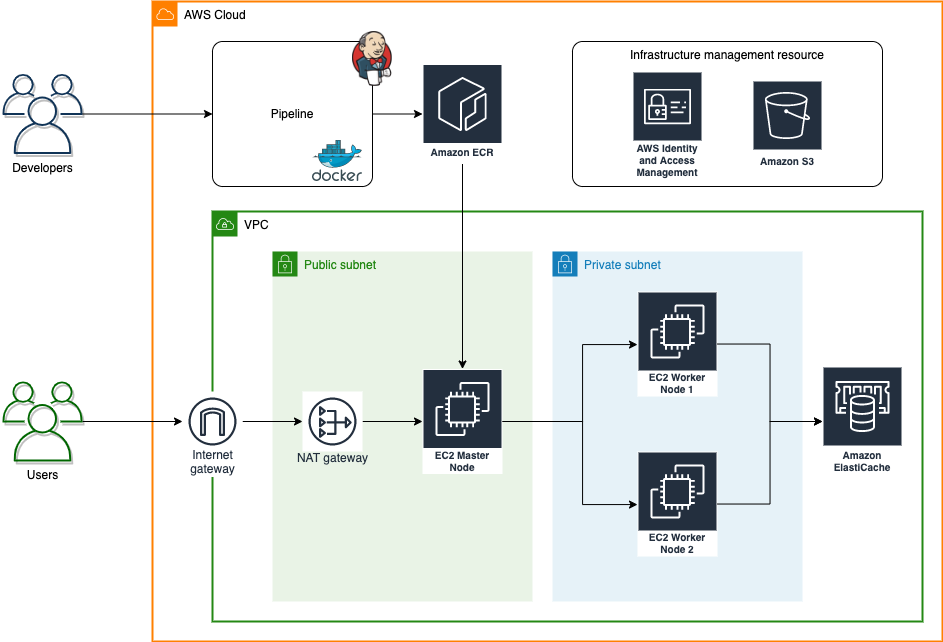 AWS Cloud
Pipeline
docker
Amazon ECR
Infrastructure management resource
AWS Identity
and Access
Management
Amazon S3
Developers
VPC
Public subnet
Private subnet
EC2 Worker
Node 1
Users
Internet
gateway
NAT gateway
EC2 Master
Node
Amazon
ElastiCache
EC2 Worker
Node 2